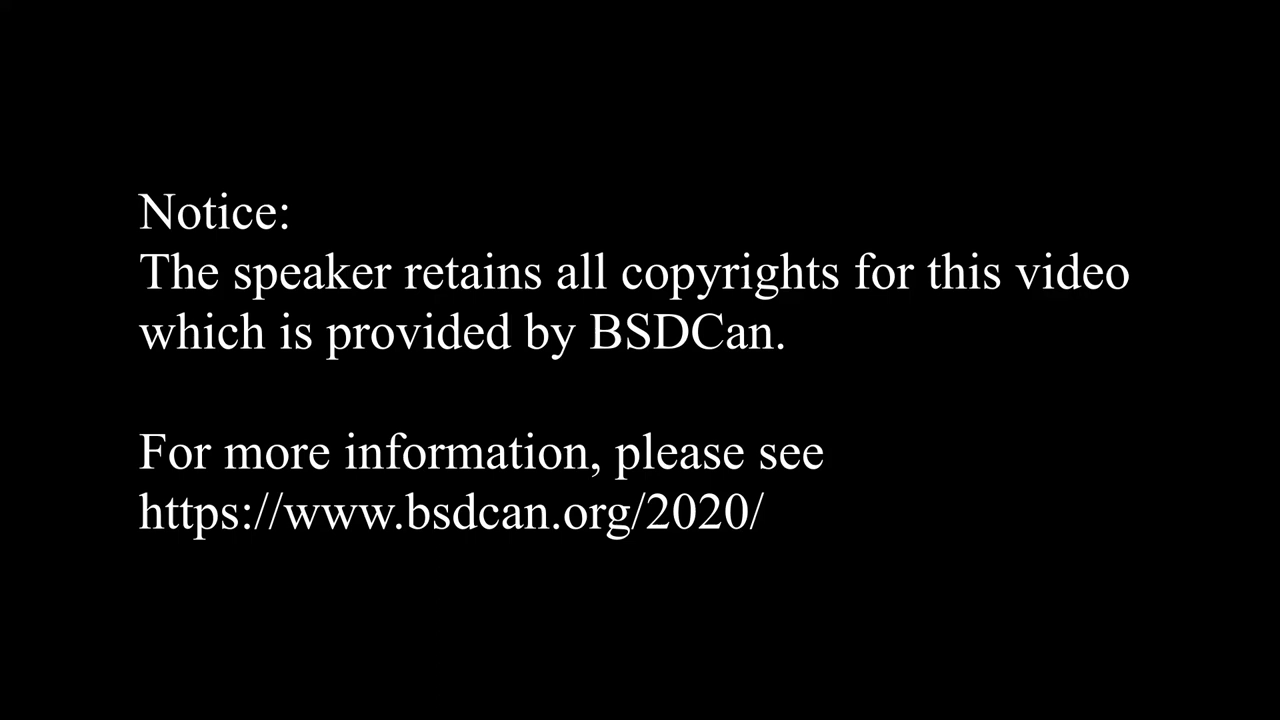 Notice:
The speaker retains all copyrights for this video
which is provided by BSDCan.
For more information, please see
https://www.bsdcan.org/2020/